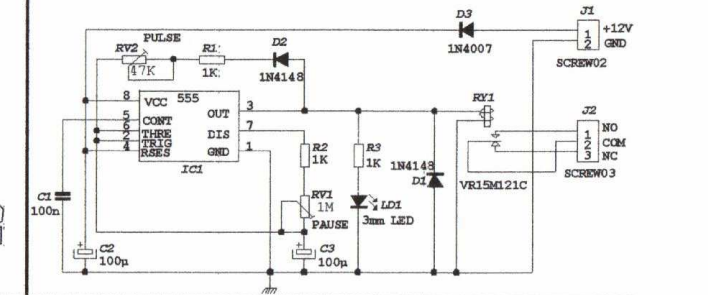 J1
D3
+12V
1
2
GND
1N4007
SCREW02
PULSE
RV2
R1
D2
47K
1K
1N4148
8
VCC
555
OUT
3
RY1
5
CONT
6
THRE
DIS
7
2
TRIG
4
RSES
GND
1
IC1
J2
NO
1
COM
2
NC
3
SCREW03
VR15M121C
R2
1K
R3
1K
1N4148
D1
C1
100n
RV1
1M
PAUSE
LD1
3mm LED
C2
100µ
C3
100µ